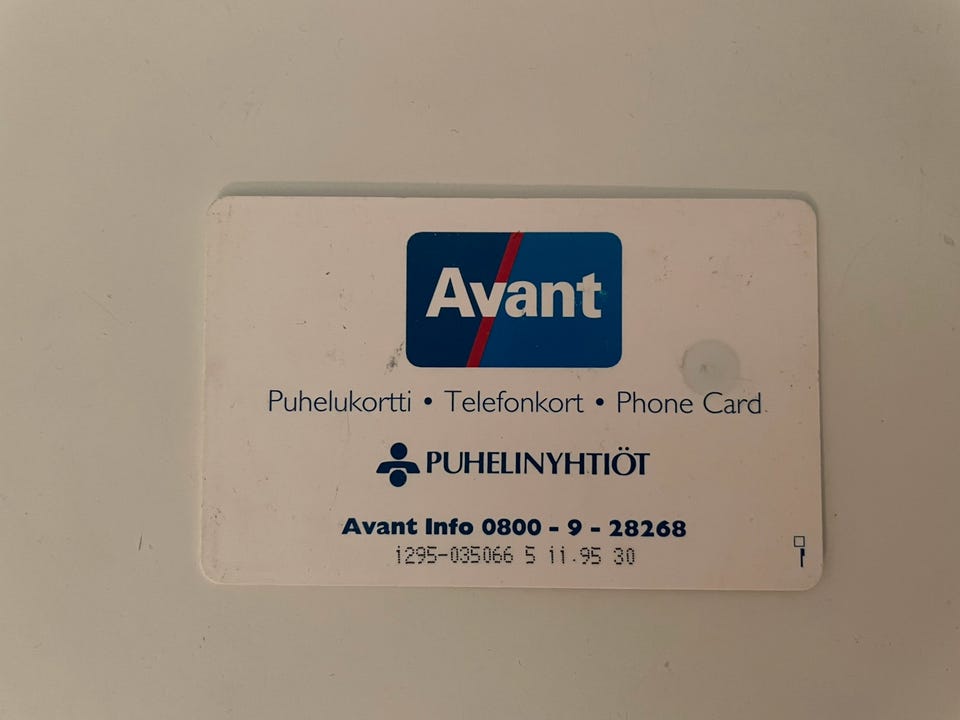 Avant
Puhelukortti • Telefonkort • Phone Card
PUHELINYHTIÖT
Avant Info 0800 - 9 - 28268
1295-035066 5 11.95 30